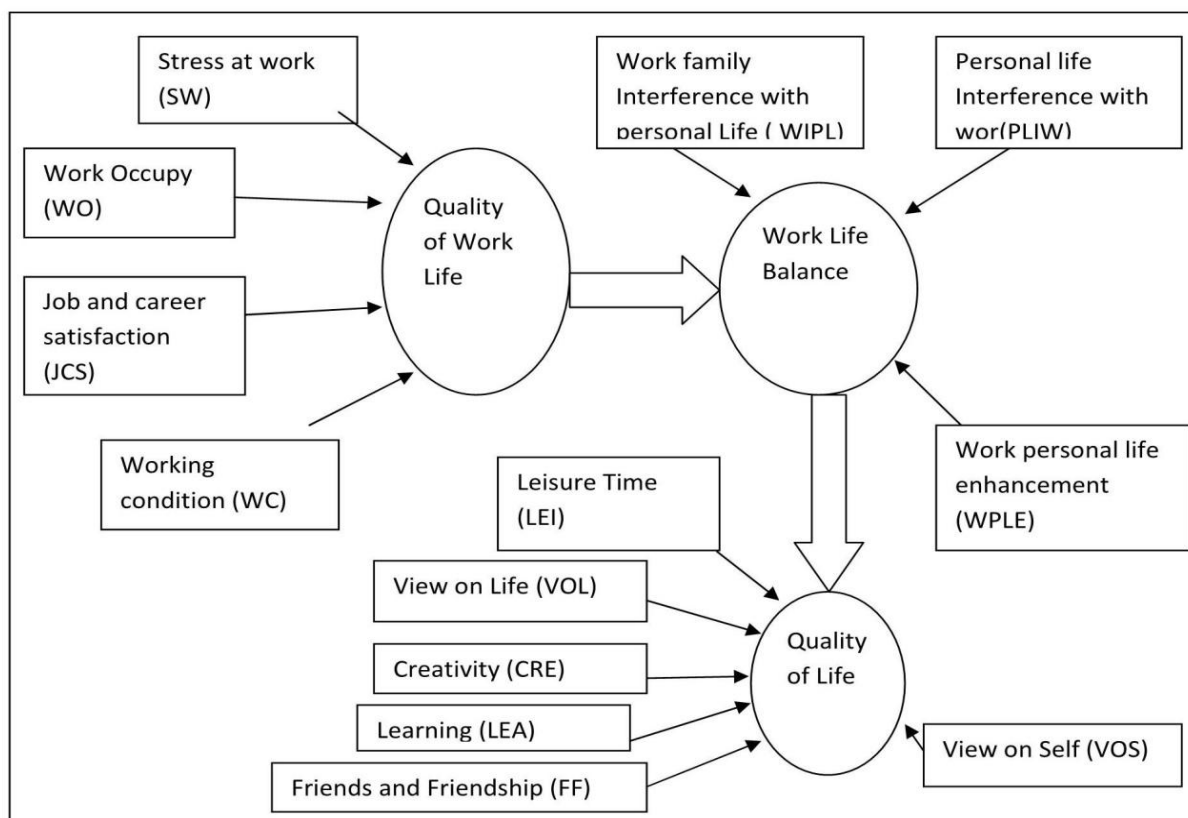 Stress at work
(SW)
Work family
Interference with
personal Life ( WIPL)
Personal life
Interference with
wor(PLIW)
Work Occupy
(WO)
Quality
of Work
Life
Work Life
Balance
Job and career
satisfaction
(JCS)
Working
condition (WC)
Leisure Time
(LEI)
Work personal life
enhancement
(WPLE)
View on Life (VOL)
Quality
of Life
Creativity (CRE)
Learning (LEA)
View on Self (VOS)
Friends and Friendship (FF)